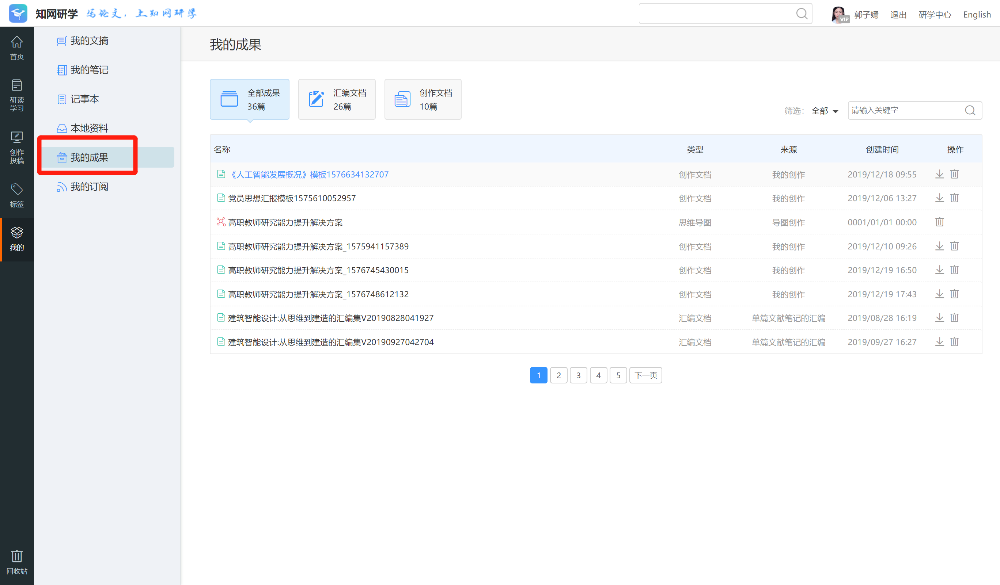 知网研学 写论文，上知网研学
VIP 郭子嫣 退出 研学中心 English
首页
研读
学习
创作
投稿
标签
我的
回收站
我的文摘
我的笔记
记事本
本地资料
我的成果
我的订阅
我的成果
全部成果
36篇
汇编文档
26篇
创作文档
10篇
筛选： 全部 请输入关键字
名称 类型 来源 创建时间 操作
《人工智能发展概况》模板1576634132707 创作文档 我的创作 2019/12/18 09:55
党员思想汇报模板1575610052957 创作文档 我的创作 2019/12/06 13:27
高职教师研究能力提升解决方案 思维导图 导图创作 0001/01/01 00:00
高职教师研究能力提升解决方案_1575941157389 创作文档 我的创作 2019/12/10 09:26
高职教师研究能力提升解决方案_1576745430015 创作文档 我的创作 2019/12/19 16:50
高职教师研究能力提升解决方案_1576748612132 创作文档 我的创作 2019/12/19 17:43
建筑智能设计:从思维到建造的汇编集V20190828041927 汇编文档 单篇文献笔记的汇编 2019/08/28 16:19
建筑智能设计:从思维到建造的汇编集V20190927042704 汇编文档 单篇文献笔记的汇编 2019/09/27 16:27
1 2 3 4 5 下一页